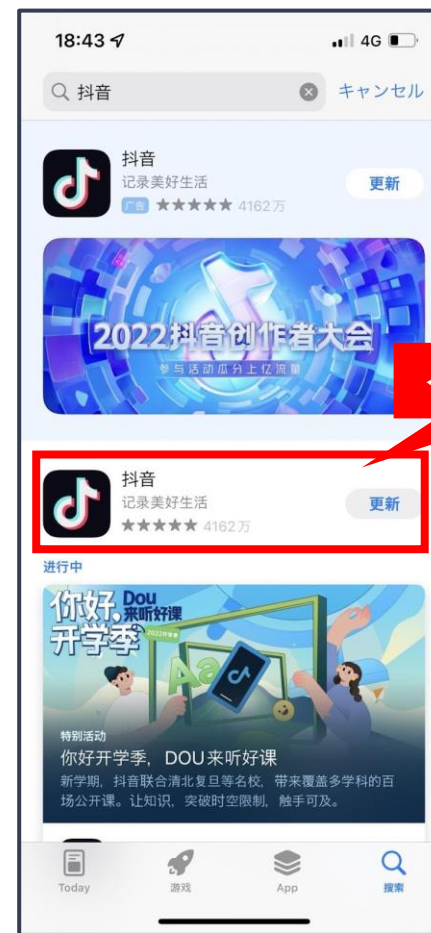 18:43
4G
抖音
キャンセル
抖音
记录美好生活
更新
广告 ★★★★★ 4162万
2022抖音创作者大会
参与活动瓜分上亿流量
抖音
记录美好生活
更新
★★★★★ 4162万
进行中
你好, Dou
来听好课
开学季
2022开学季
特别活动
你好开学季，DOU来听好课
新学期，抖音联合清北复旦等名校，带来覆盖多学科的百
场公开课。让知识，突破时空限制，触手可及。
Today
游戏
App
搜索